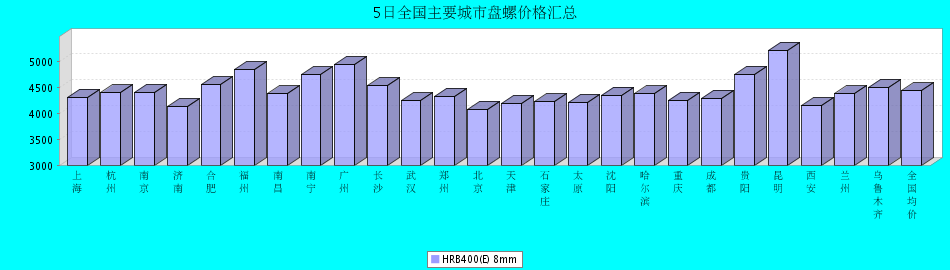 5日全国主要城市盘螺价格汇总
5000
4500
4000
3500
3000
上海
杭州
南京
济南
合肥
福州
南昌
南宁
广州
长沙
武汉
郑州
北京
天津
石家庄
太原
沈阳
哈尔滨
重庆
成都
贵阳
昆明
西安
兰州
乌鲁木齐
全国均价
HRB400(E) 8mm